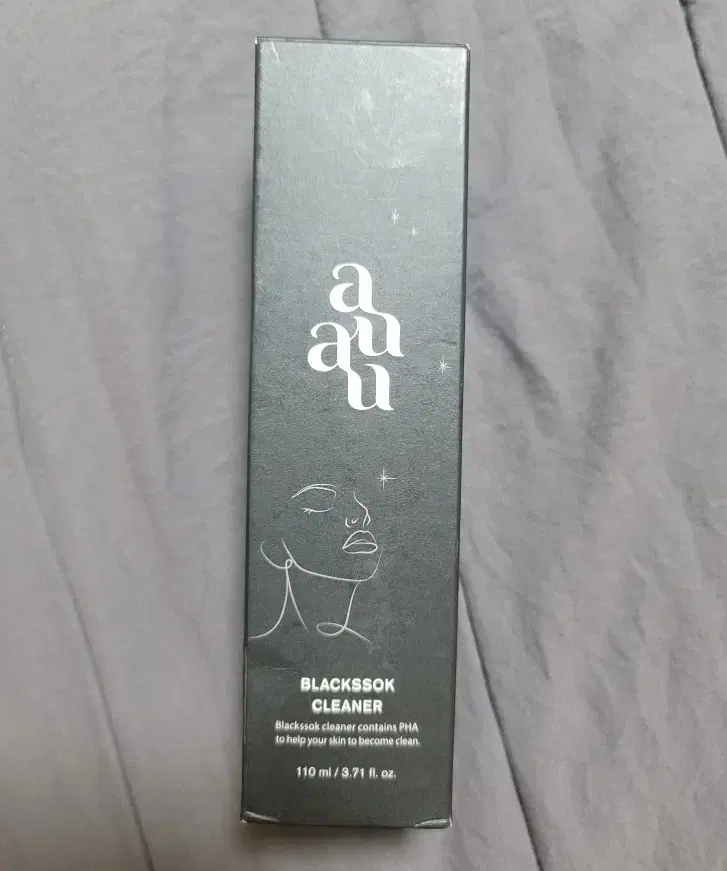 a
au
u
BLACKSSOK
CLEANER
Blackssok cleaner contains PHA
to help your skin to become clean.
110 ml / 3.71 fl. oz.